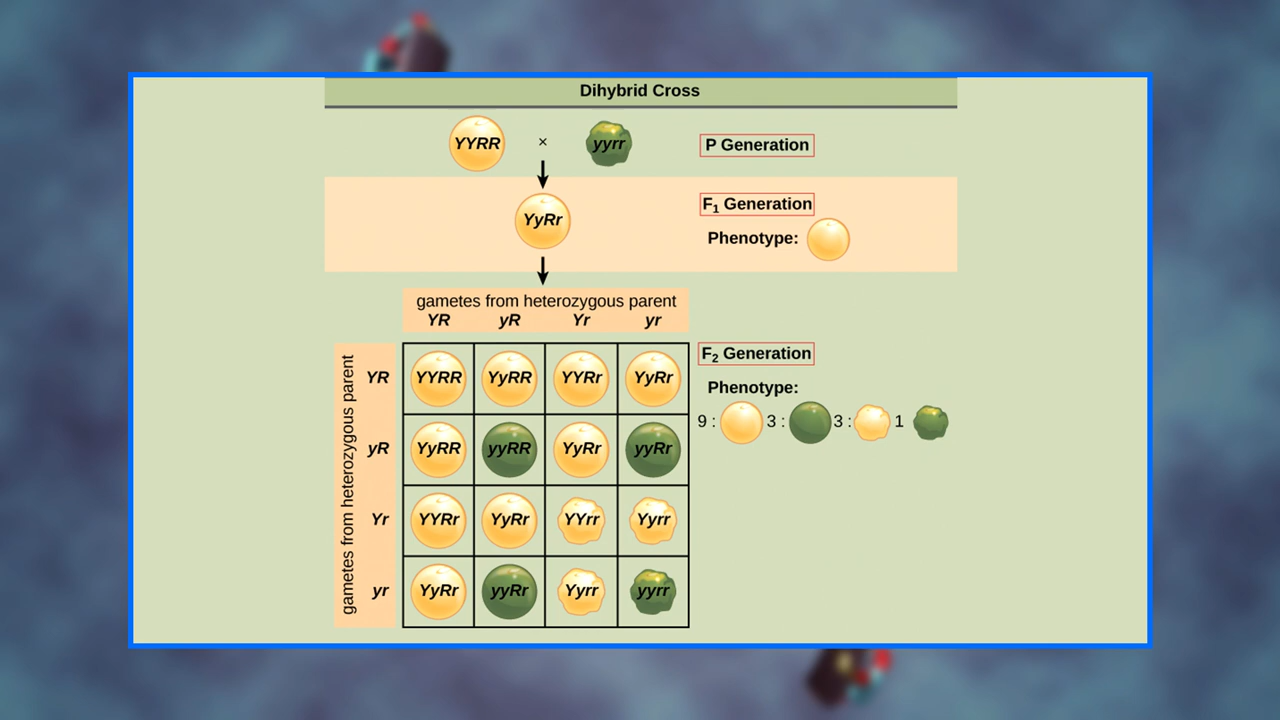 Dihybrid Cross
YYRR × yyrr P Generation
YyRr
F1 Generation
Phenotype:
gametes from heterozygous parent
YR yR Yr yr
gametes from heterozygous parent
YR YYRR YyRR YYRr YyRr
yR YyRR yyRR YyRr yyRr
Yr YYRr YyRr YYrr Yyrr
yr YyRr yyRr Yyrr yyrr
F2 Generation
Phenotype:
9 : 3 : 3 : 1